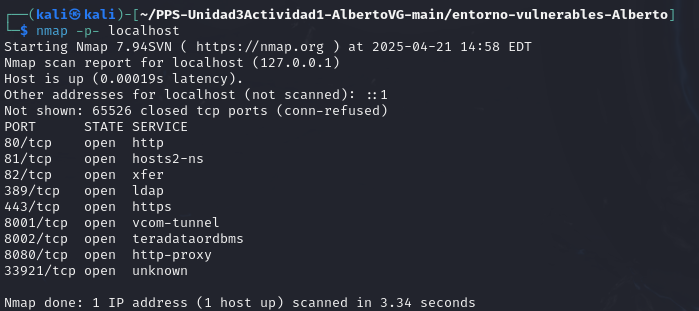 ┌──(kali㉿kali)-[~/PPS-Unidad3Actividad1-AlbertoVG-main/entorno-vulnerables-Alberto]
└─$ nmap -p- localhost
Starting Nmap 7.94SVN ( https://nmap.org ) at 2025-04-21 14:58 EDT
Nmap scan report for localhost (127.0.0.1)
Host is up (0.00019s latency).
Other addresses for localhost (not scanned): ::1
Not shown: 65526 closed tcp ports (conn-refused)
PORT      STATE SERVICE
80/tcp    open  http
81/tcp    open  hosts2-ns
82/tcp    open  xfer
389/tcp   open  ldap
443/tcp   open  https
8001/tcp  open  vcom-tunnel
8002/tcp  open  teradataordbms
8080/tcp  open  http-proxy
33921/tcp open  unknown

Nmap done: 1 IP address (1 host up) scanned in 3.34 seconds